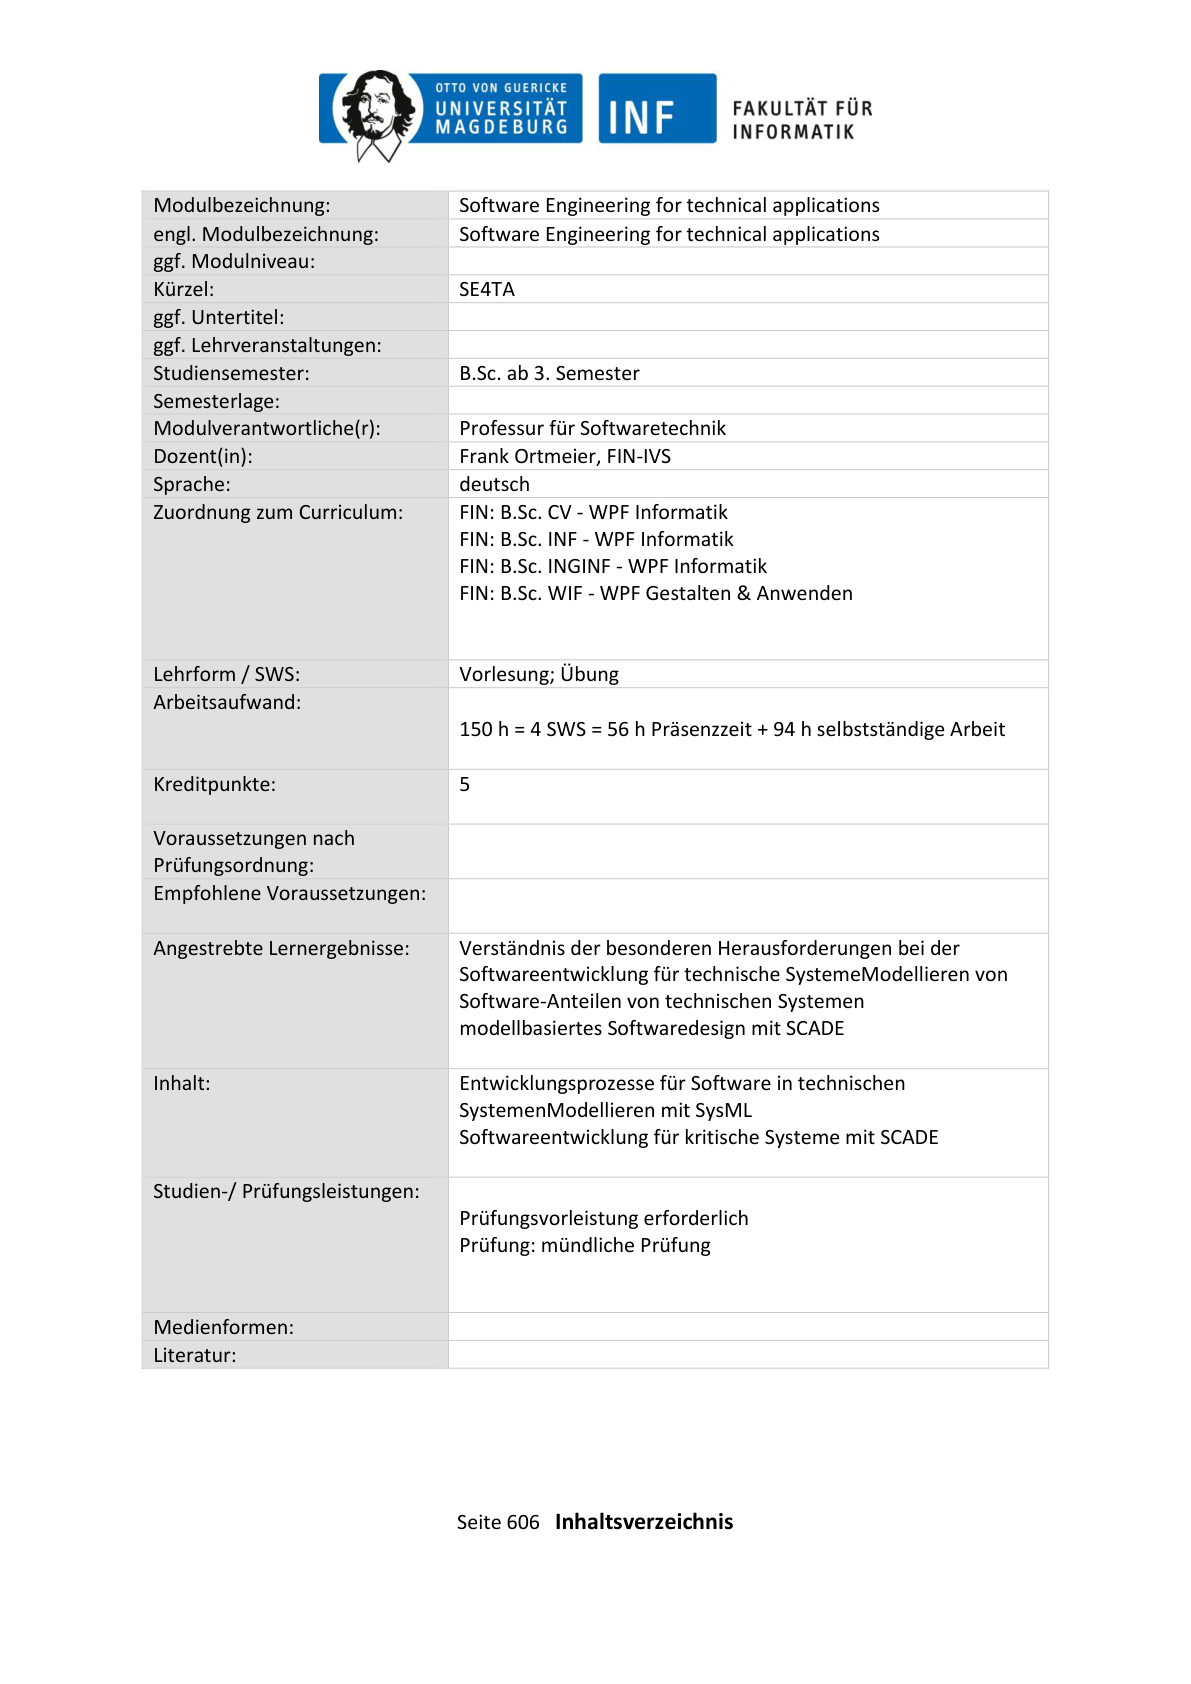 OTTO VON GUERICKE
UNIVERSITÄT
MAGDEBURG
INF
FAKULTÄT FÜR
INFORMATIK
Modulbezeichnung: Software Engineering for technical applications
engl. Modulbezeichnung: Software Engineering for technical applications
ggf. Modulniveau:
Kürzel: SE4TA
ggf. Untertitel:
ggf. Lehrveranstaltungen:
Studiensemester: B.Sc. ab 3. Semester
Semesterlage:
Modulverantwortliche(r): Professur für Softwaretechnik
Dozent(in): Frank Ortmeier, FIN-IVS
Sprache: deutsch
Zuordnung zum Curriculum: FIN: B.Sc. CV - WPF Informatik
FIN: B.Sc. INF - WPF Informatik
FIN: B.Sc. INGINF - WPF Informatik
FIN: B.Sc. WIF - WPF Gestalten & Anwenden
Lehrform / SWS: Vorlesung; Übung
Arbeitsaufwand:
150 h = 4 SWS = 56 h Präsenzzeit + 94 h selbstständige Arbeit
Kreditpunkte: 5
Voraussetzungen nach
Prüfungsordnung:
Empfohlene Voraussetzungen:
Angestrebte Lernergebnisse: Verständnis der besonderen Herausforderungen bei der
Softwareentwicklung für technische SystemeModellieren von
Software-Anteilen von technischen Systemen
modellbasiertes Softwaredesign mit SCADE
Inhalt: Entwicklungsprozesse für Software in technischen
SystemenModellieren mit SysML
Softwareentwicklung für kritische Systeme mit SCADE
Studien-/ Prüfungsleistungen:
Prüfungsvorleistung erforderlich
Prüfung: mündliche Prüfung
Medienformen:
Literatur:
Seite 606 Inhaltsverzeichnis